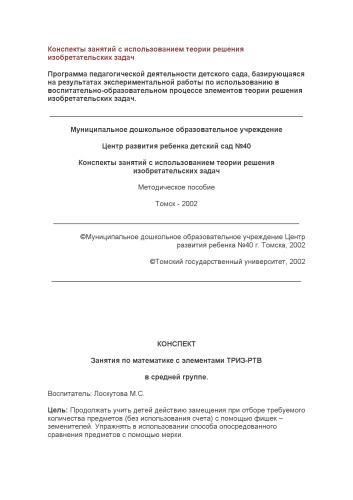 Конспекты занятий с использованием теории решения
изобретательских задач
Программа педагогической деятельности детского сада, базирующаяся
на результатах экспериментальной работы по использованию в
воспитательно-образовательном процессе элементов теории решения
изобретательских задач.
Муниципальное дошкольное образовательное учреждение
Центр развития ребенка детский сад №40
Конспекты занятий с использованием теории решения
изобретательских задач
Методическое пособие
Томск - 2002
©Муниципальное дошкольное образовательное учреждение Центр
развития ребенка №40 г. Томска, 2002
©Томский государственный университет, 2002
КОНСПЕКТ
Занятия по математике с элементами ТРИЗ-РТВ
в средней группе.
Воспитатель: Лоскутова М.С.
Цель: Продолжать учить детей действию замещения при отборе требуемого
количества предметов (без использования счета) с помощью фишек –
земенителей. Упражнять в использовании способа опосредованного
сравнения предметов с помощью мерки.